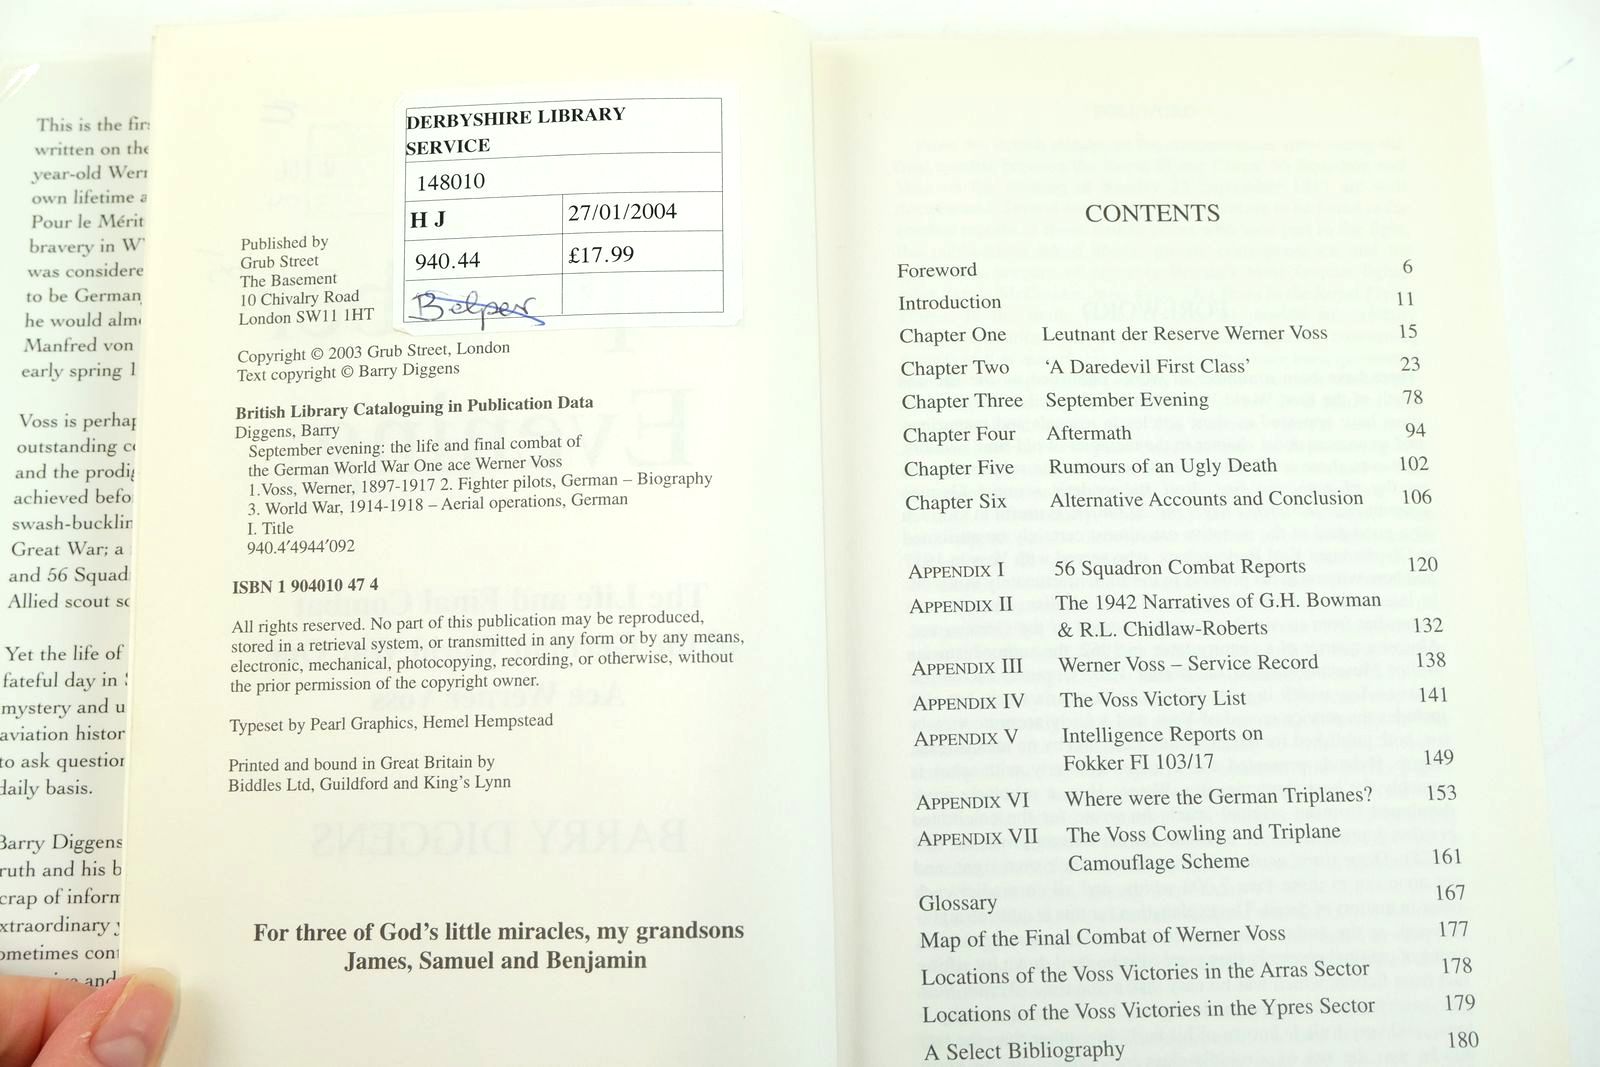 This is the
written on the
year-old
own lifetime
Pour le Mérit
bravery in
was considere
to be German
he would
Manfred von
early spring 1
Voss is perhap
outstanding
and the
achieved befo
swash-bucklin
Great War; a
and 56 Squad
Allied scout
Yet the life of
fateful day in
mystery and u
aviation histor
to ask question
daily basis.
Barry Diggens
ruth and his b
crap of inform
xtraordinary
ometimes cont
and
DERBYSHIRE LIBRARY
SERVICE
148010
H J 27/01/2004
940.44 £17.99
Belper
Published by
Grub Street
The Basement
10 Chivalry Road
London SW11 1HT
Copyright © 2003 Grub Street, London
Text copyright © Barry Diggens
British Library Cataloguing in Publication Data
Diggens, Barry
September evening: the life and final combat of
the German World War One ace Werner Voss
1.Voss, Werner, 1897-1917 2. Fighter pilots, German – Biography
3. World War, 1914-1918 – Aerial operations, German
I. Title
940.4′4944′092
ISBN 1 904010 47 4
All rights reserved. No part of this publication may be reproduced,
stored in a retrieval system, or transmitted in any form or by any means,
electronic, mechanical, photocopying, recording, or otherwise, without
the prior permission of the copyright owner.
Typeset by Pearl Graphics, Hemel Hempstead
Printed and bound in Great Britain by
Biddles Ltd, Guildford and King's Lynn
For three of God's little miracles, my grandsons
James, Samuel and Benjamin
CONTENTS
Foreword 6
Introduction 11
Chapter One Leutnant der Reserve Werner Voss 15
Chapter Two 'A Daredevil First Class' 23
Chapter Three September Evening 78
Chapter Four Aftermath 94
Chapter Five Rumours of an Ugly Death 102
Chapter Six Alternative Accounts and Conclusion 106
APPENDIX I 56 Squadron Combat Reports 120
APPENDIX II The 1942 Narratives of G.H. Bowman
& R.L. Chidlaw-Roberts 132
APPENDIX III Werner Voss – Service Record 138
APPENDIX IV The Voss Victory List 141
APPENDIX V Intelligence Reports on
Fokker FI 103/17 149
APPENDIX VI Where were the German Triplanes? 153
APPENDIX VII The Voss Cowling and Triplane
Camouflage Scheme 161
Glossary 167
Map of the Final Combat of Werner Voss 177
Locations of the Voss Victories in the Arras Sector 178
Locations of the Voss Victories in the Ypres Sector 179
A Select Bibliography 180